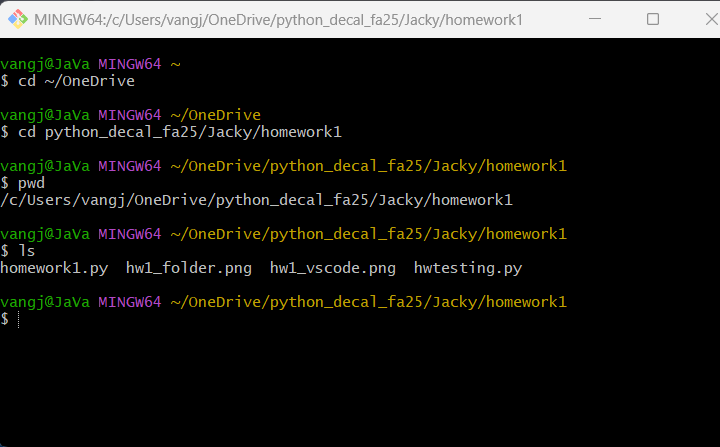 MINGW64:/c/Users/vangj/OneDrive/python_decal_fa25/Jacky/homework1
vangj@JaVa MINGW64 ~
$ cd ~/OneDrive
vangj@JaVa MINGW64 ~/OneDrive
$ cd python_decal_fa25/Jacky/homework1
vangj@JaVa MINGW64 ~/OneDrive/python_decal_fa25/Jacky/homework1
$ pwd
/c/Users/vangj/OneDrive/python_decal_fa25/Jacky/homework1
vangj@JaVa MINGW64 ~/OneDrive/python_decal_fa25/Jacky/homework1
$ ls
homework1.py  hw1_folder.png  hw1_vscode.png  hwtesting.py
vangj@JaVa MINGW64 ~/OneDrive/python_decal_fa25/Jacky/homework1
$